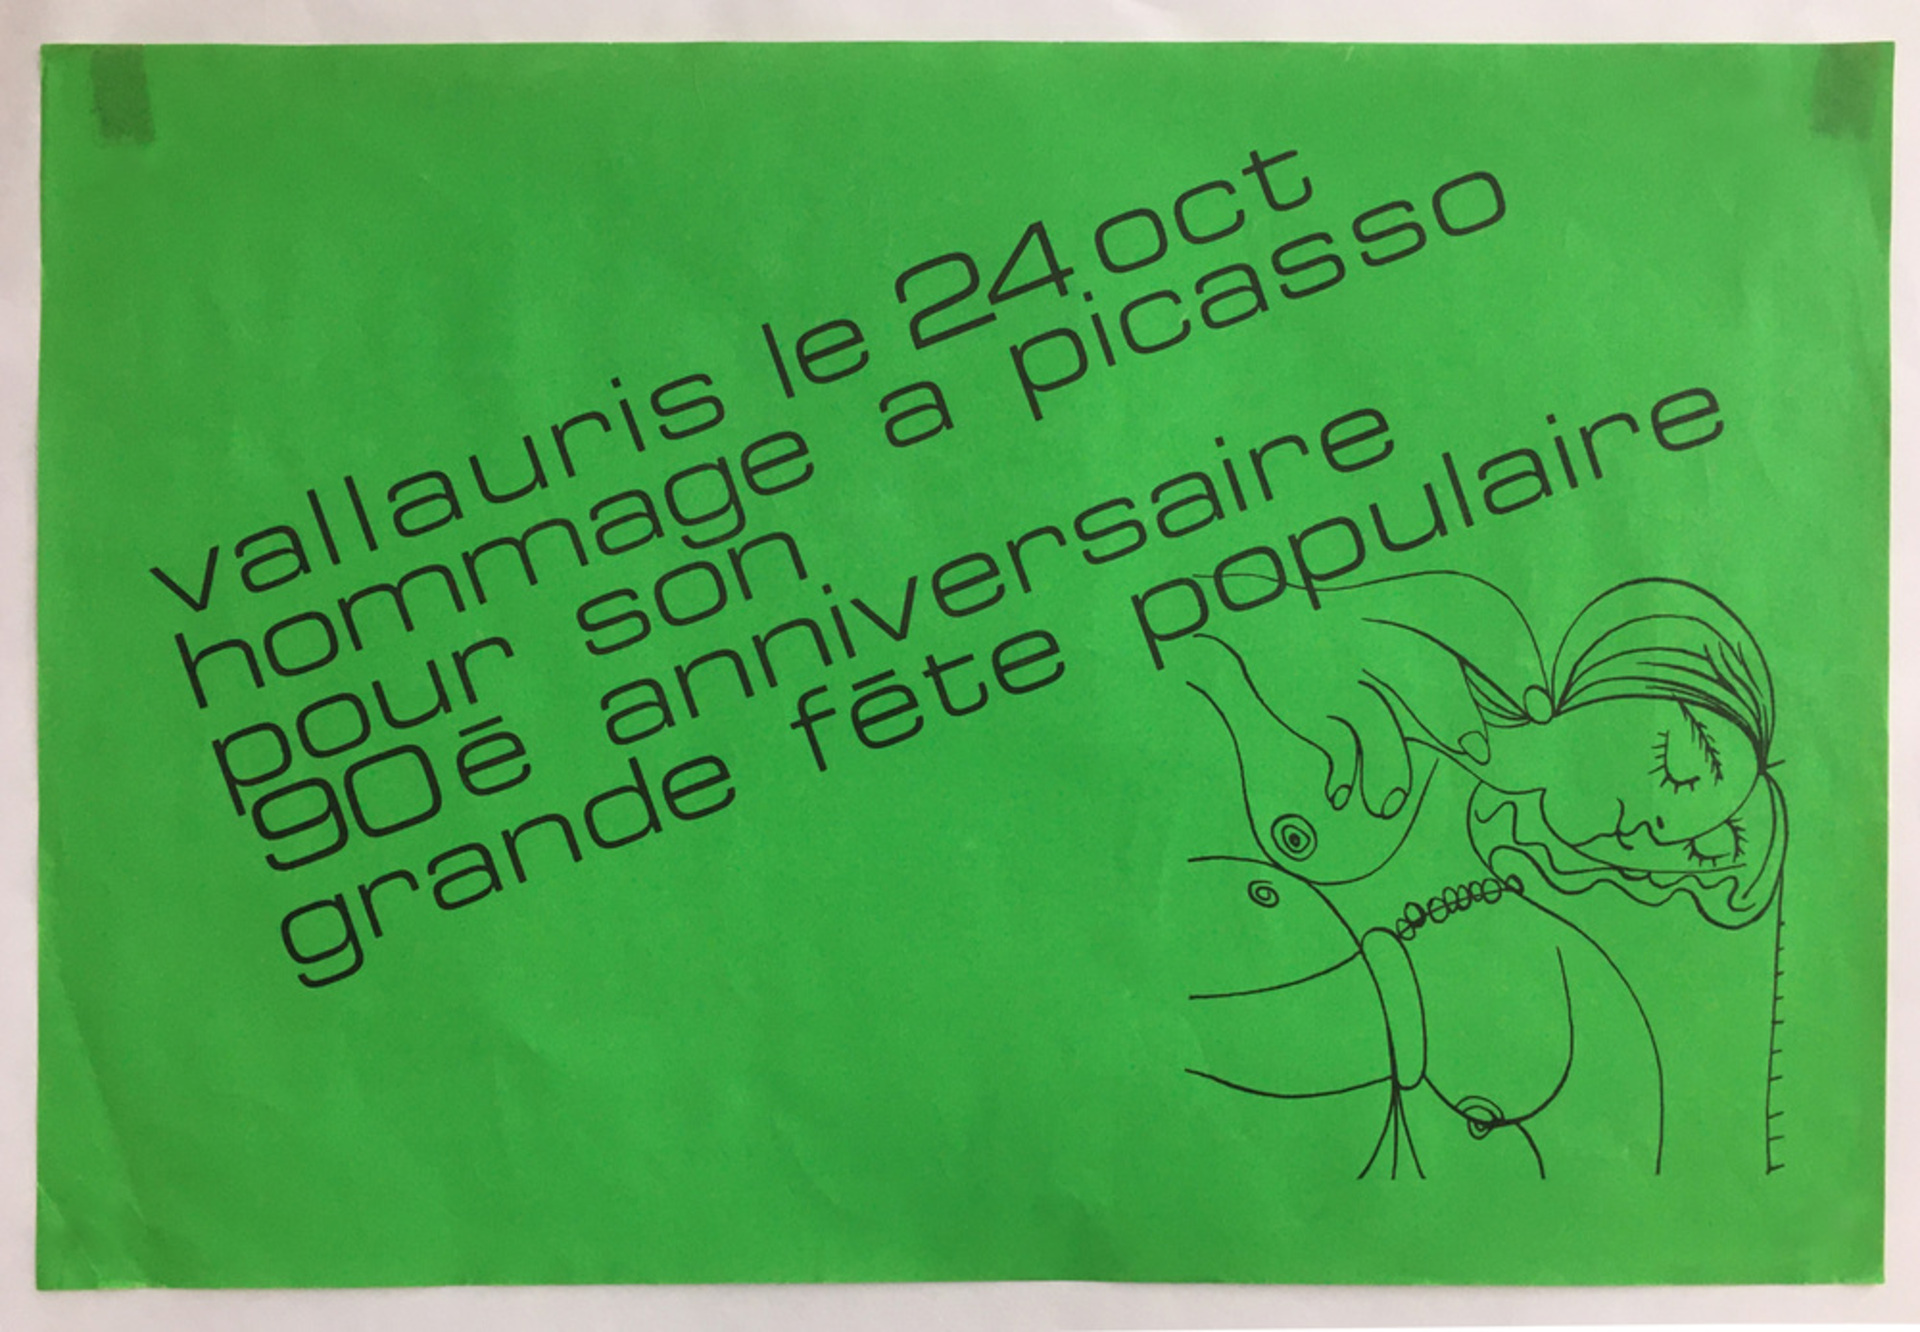 vallauris le 24 oct
hommage a picasso
pour son
90ē anniversaire
grande fēte populaire